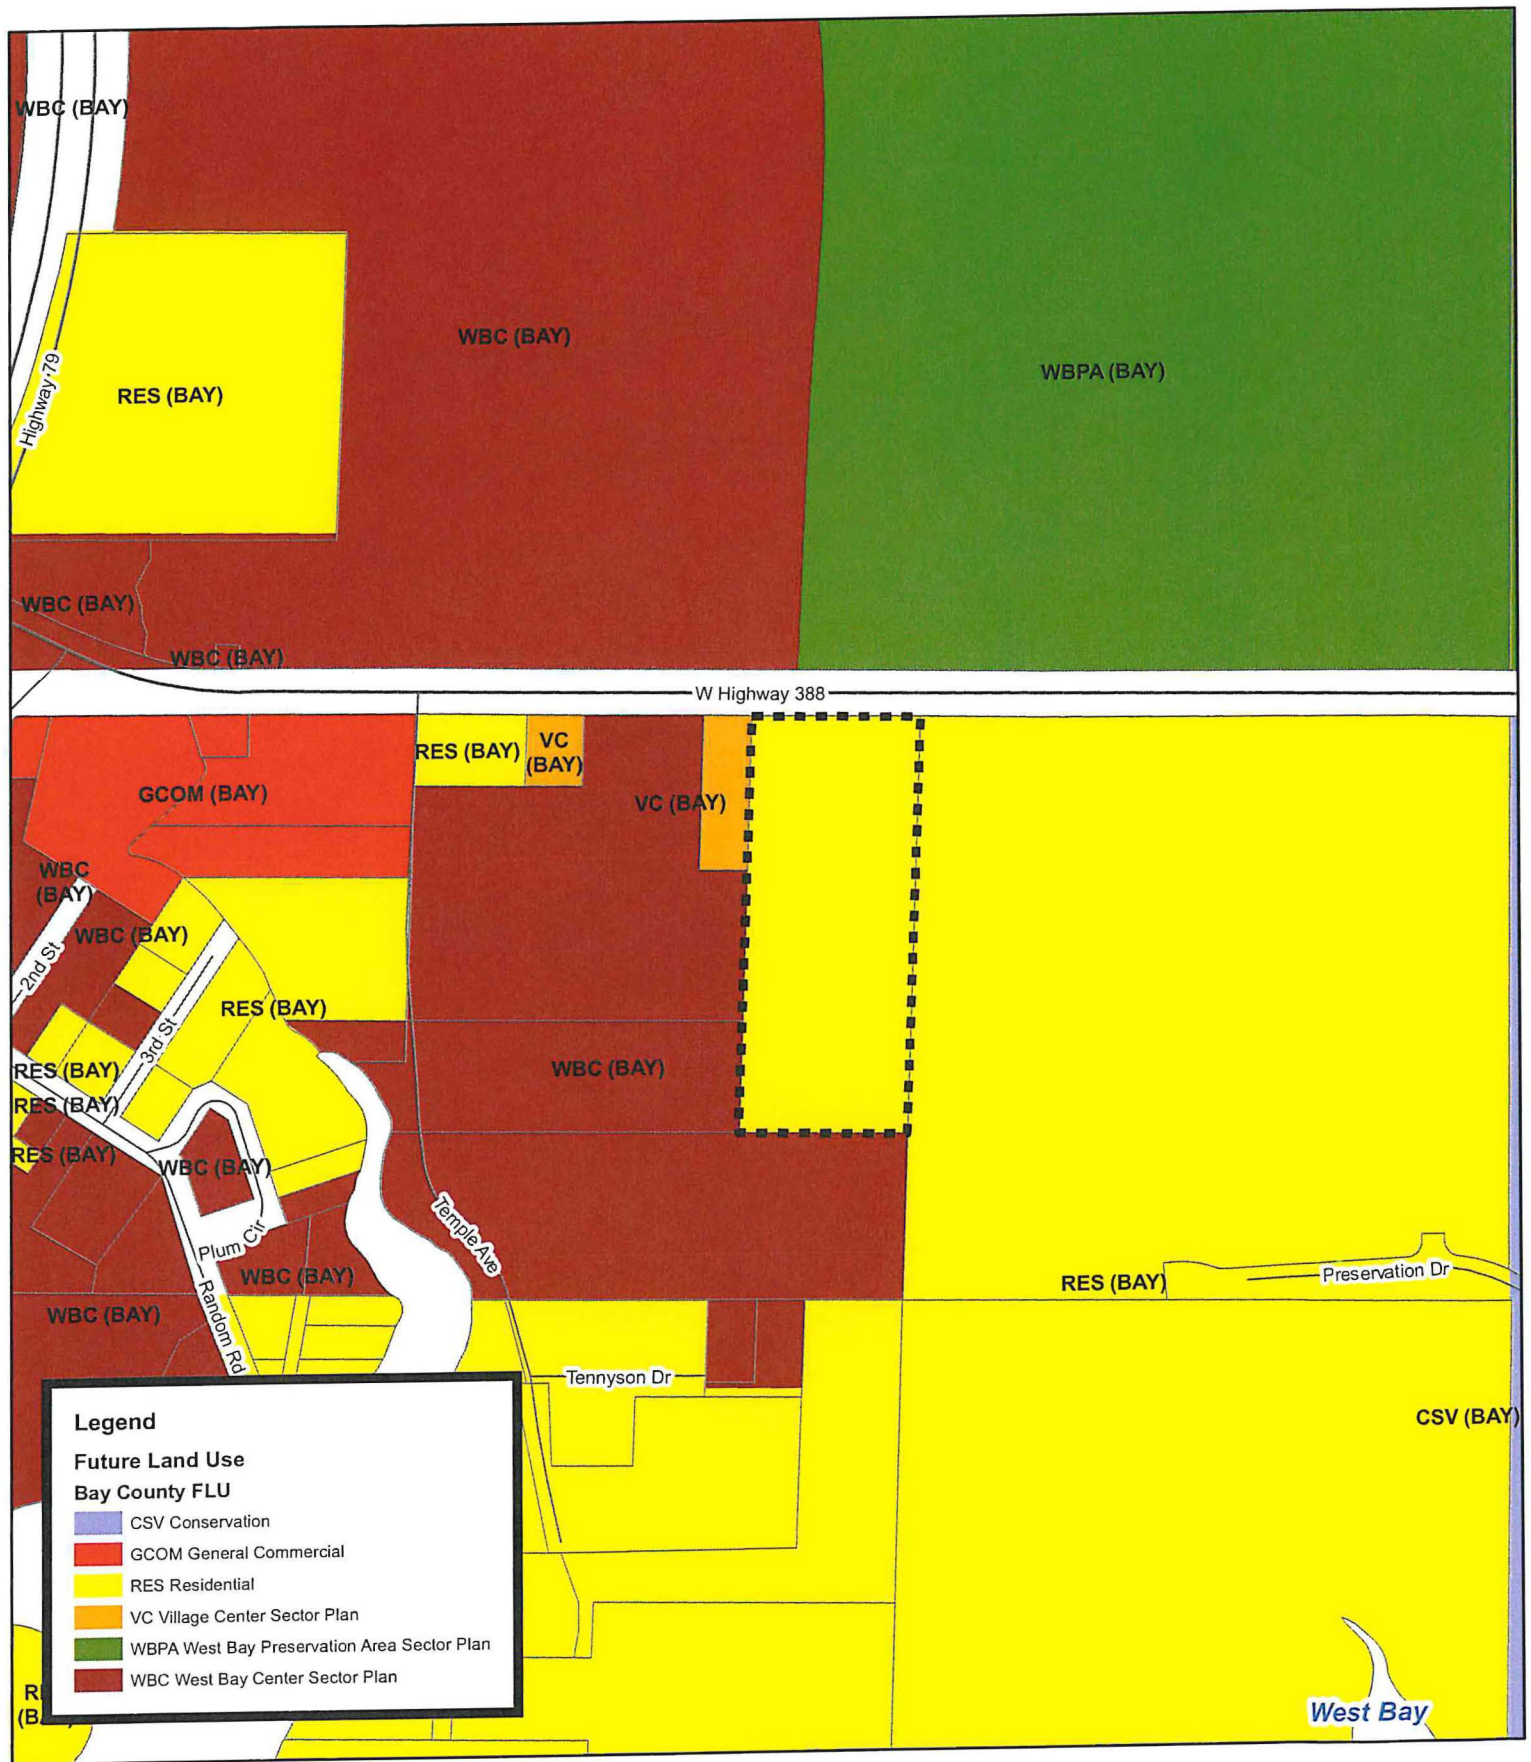 WBC (BAY)
WBC (BAY)
WBPA (BAY)
Highway 79
RES (BAY)
WBC (BAY)
WBC (BAY)
W Highway 388
RES (BAY)
VC
(BAY)
GCOM (BAY)
VC (BAY)
WBC
(BAY)
WBC (BAY)
2nd St
RES (BAY)
3rd St
RES (BAY)
WBC (BAY)
RES (BAY)
RES (BAY)
WBC (BAY)
Temple Ave
Plum Cir
WBC (BAY)
RES (BAY)
Preservation Dr
WBC (BAY)
Random Rd
Tennyson Dr
CSV (BAY)
Legend
Future Land Use
Bay County FLU
CSV Conservation
GCOM General Commercial
RES Residential
VC Village Center Sector Plan
WBPA West Bay Preservation Area Sector Plan
WBC West Bay Center Sector Plan
West Bay